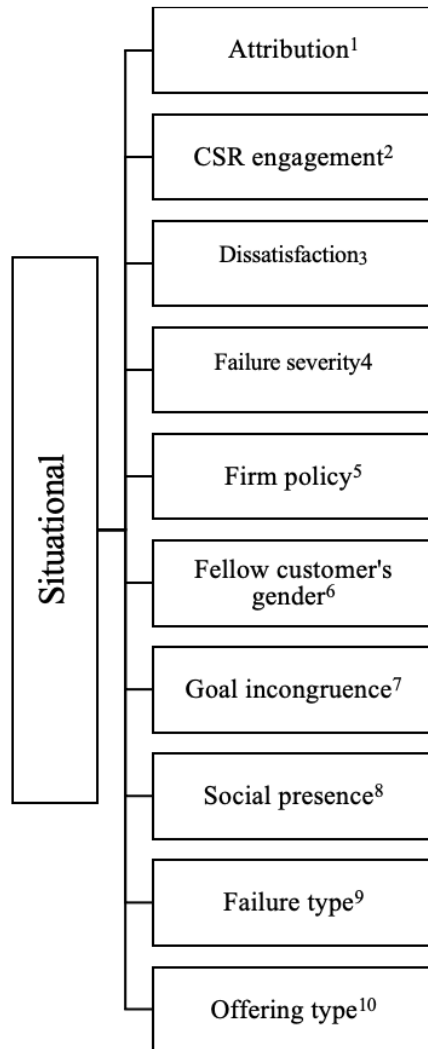 Situational
Attribution¹
CSR engagement²
Dissatisfaction₃
Failure severity4
Firm policy⁵
Fellow customer's
gender⁶
Goal incongruence⁷
Social presence⁸
Failure type⁹
Offering type¹⁰